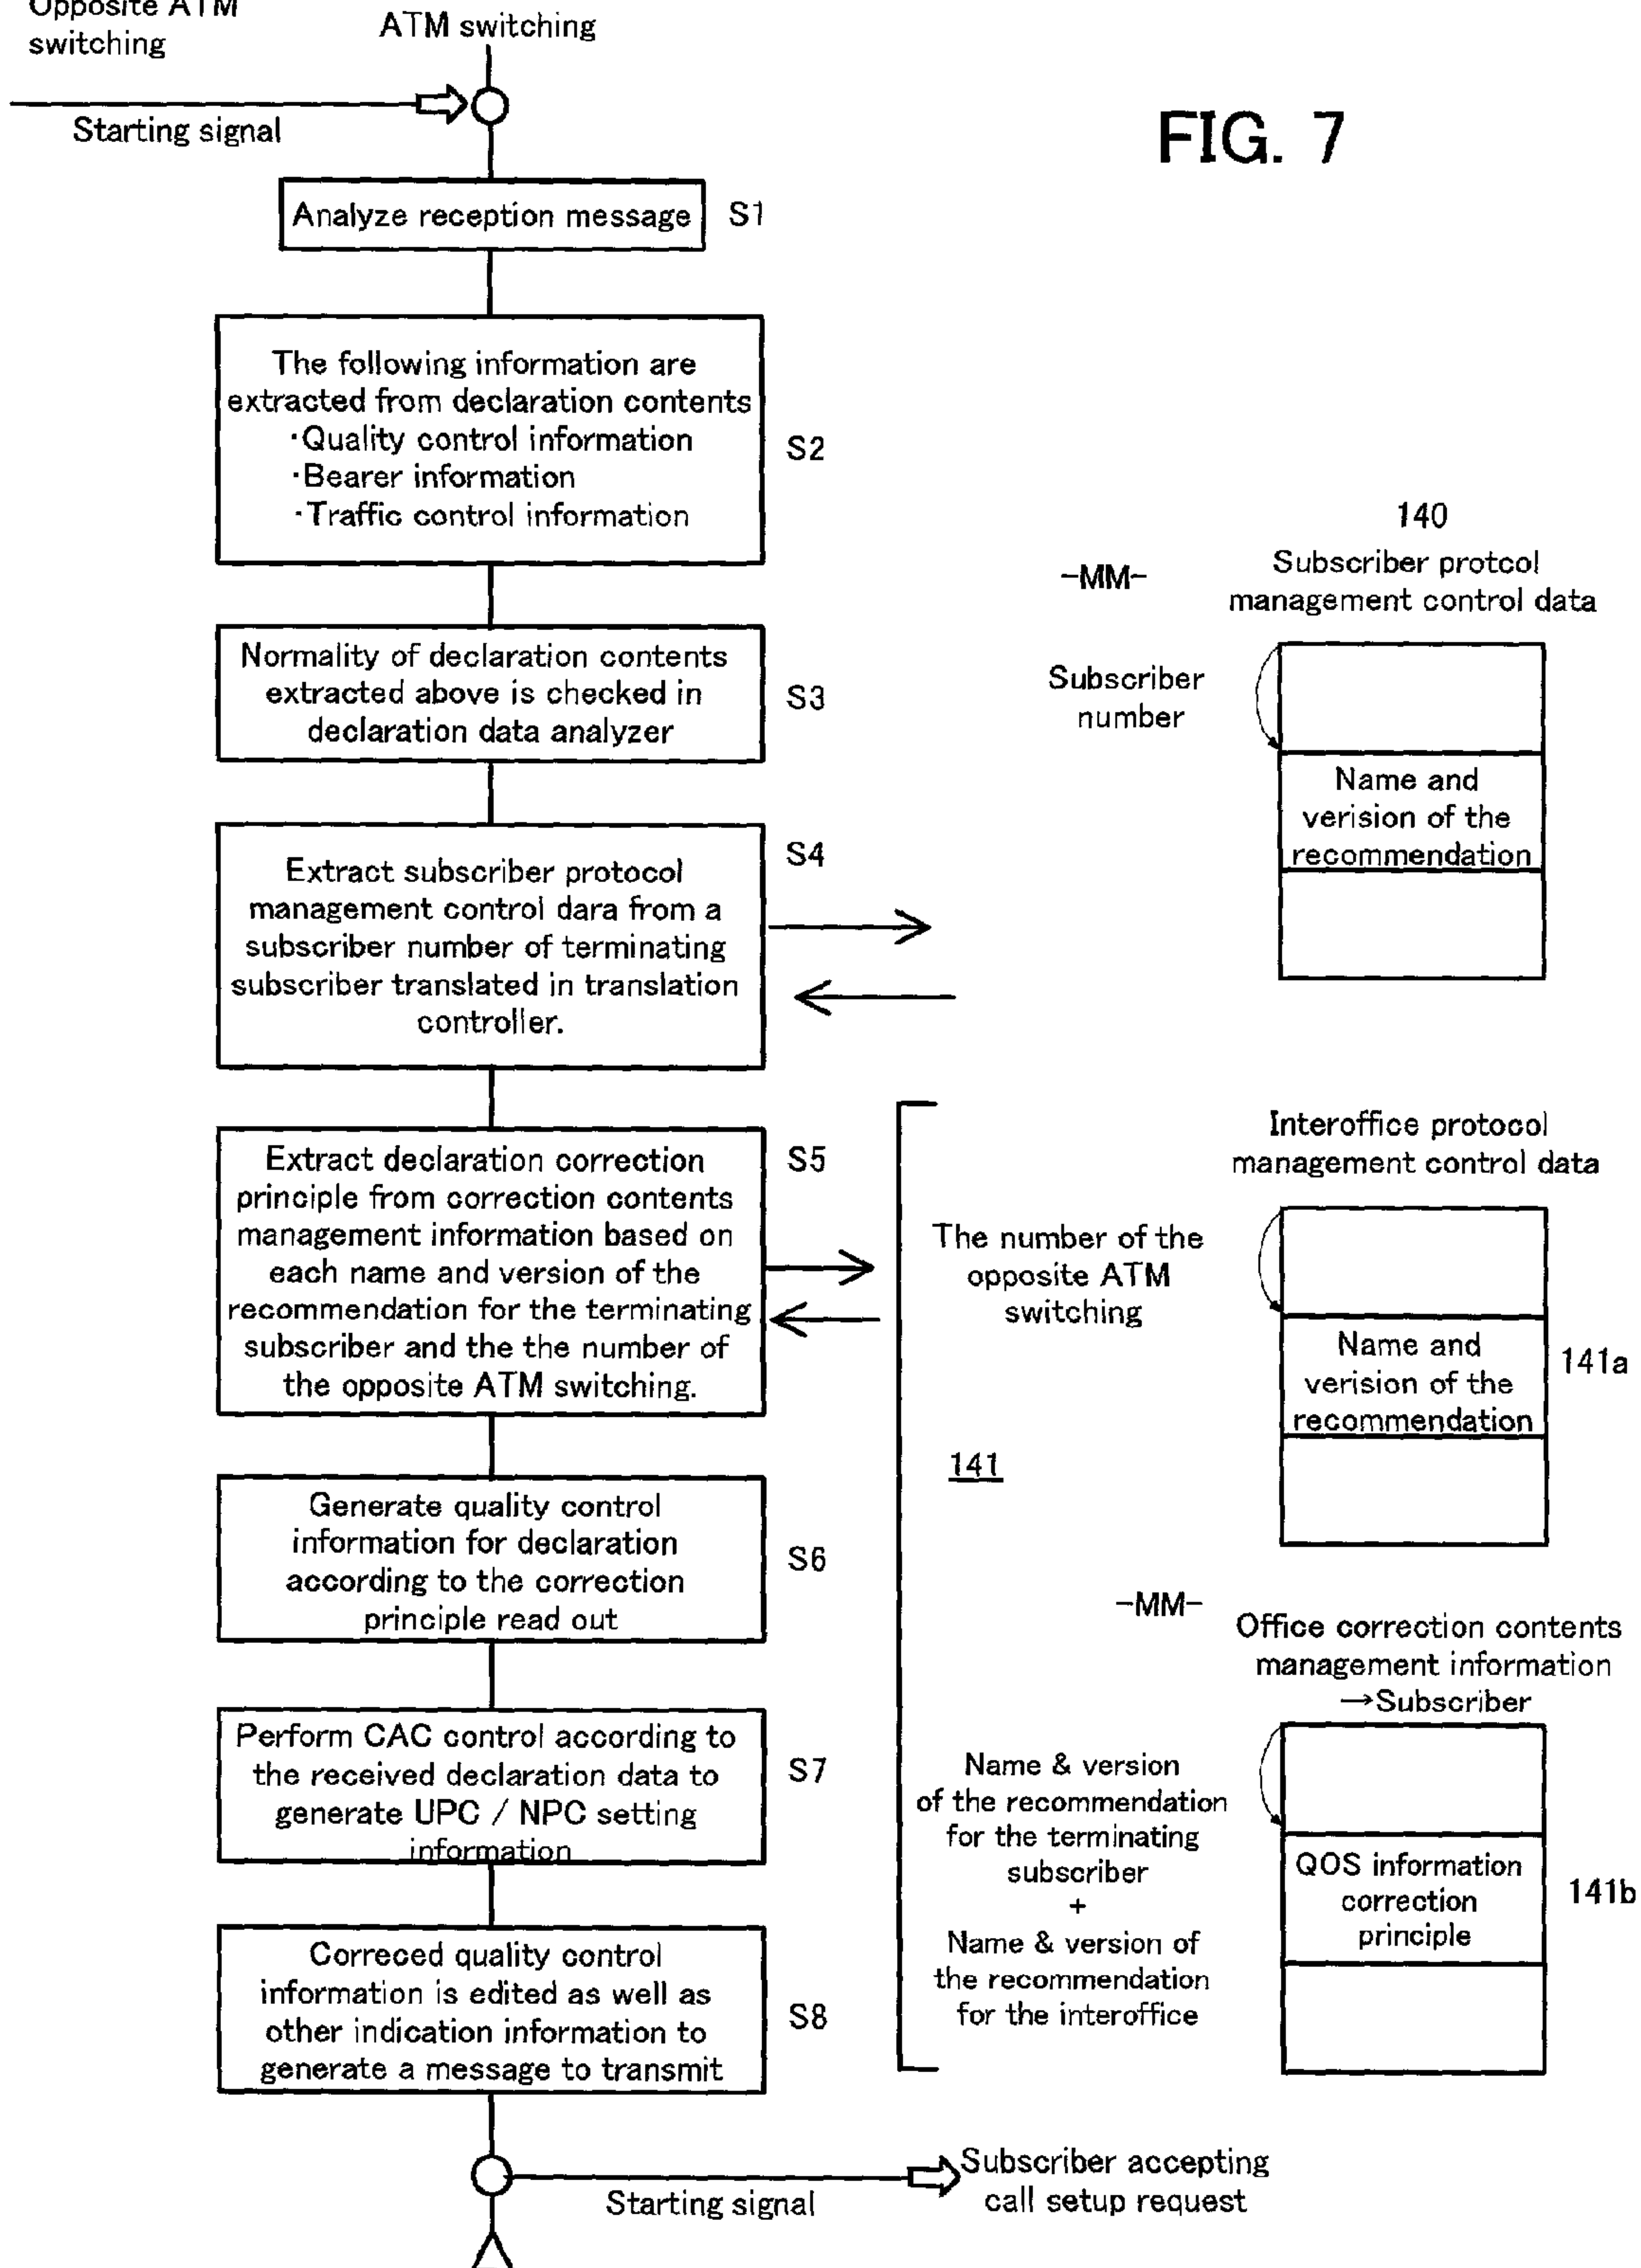 Opposite ATM
switching
ATM switching
Starting signal
FIG. 7
Analyze reception message
S1
The following information are
extracted from declaration contents
・Quality control information
・Bearer information
・Traffic control information
S2
Normality of declaration contents
extracted above is checked in
declaration data analyzer
S3
Extract subscriber protocol
management control dara from a
subscriber number of terminating
subscriber translated in translation
controller.
S4
-MM-
140
Subscriber protcol
management control data
Subscriber
number
Name and
verision of the
recommendation
Extract declaration correction
principle from correction contents
management information based on
each name and version of the
recommendation for the terminating
subscriber and the the number of
the opposite ATM switching.
S5
Interoffice protocol
management control data
The number of the
opposite ATM
switching
Name and
verision of the
recommendation
141a
141
Generate quality control
information for declaration
according to the correction
principle read out
S6
-MM-
Office correction contents
management information
→Subscriber
Perform CAC control according to
the received declaration data to
generate UPC / NPC setting
information
S7
Name & version
of the recommendation
for the terminating
subscriber
+
Name & version of
the recommendation
for the interoffice
QOS information
correction
principle
141b
Correced quality control
information is edited as well as
other indication information to
generate a message to transmit
S8
Starting signal
Subscriber accepting
call setup request